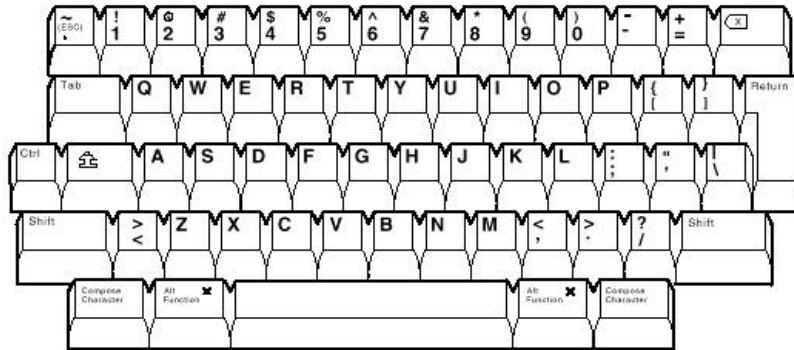 ~ ! @ # $ % ^ & * ( ) - +
(ESC)
` 1 2 3 4 5 6 7 8 9 0 - = X
Tab Q W E R T Y U I O P { } Return
[ ]
Ctrl A S D F G H J K L : " |
; ' \
Shift > Z X C V B N M < > ? Shift
< , . /
Compose Alt Alt Compose
Character Function Function Character